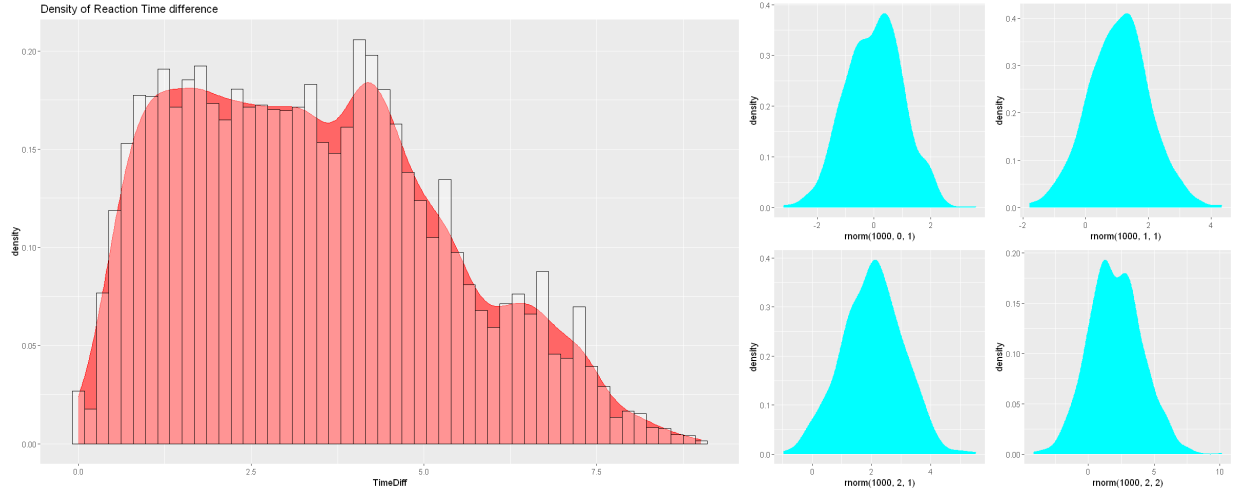 Density of Reaction Time difference
density
0.20
0.15
0.10
0.05
0.00
0.0 2.5 5.0 7.5
TimeDiff
density
0.4
0.3
0.2
0.1
0.0
-2 0 2
rnorm(1000, 0, 1)
density
0.4
0.3
0.2
0.1
0.0
-2 0 2 4
rnorm(1000, 1, 1)
density
0.4
0.3
0.2
0.1
0.0
0 2 4
rnorm(1000, 2, 1)
density
0.20
0.15
0.10
0.05
0.00
0 5 10
rnorm(1000, 2, 2)